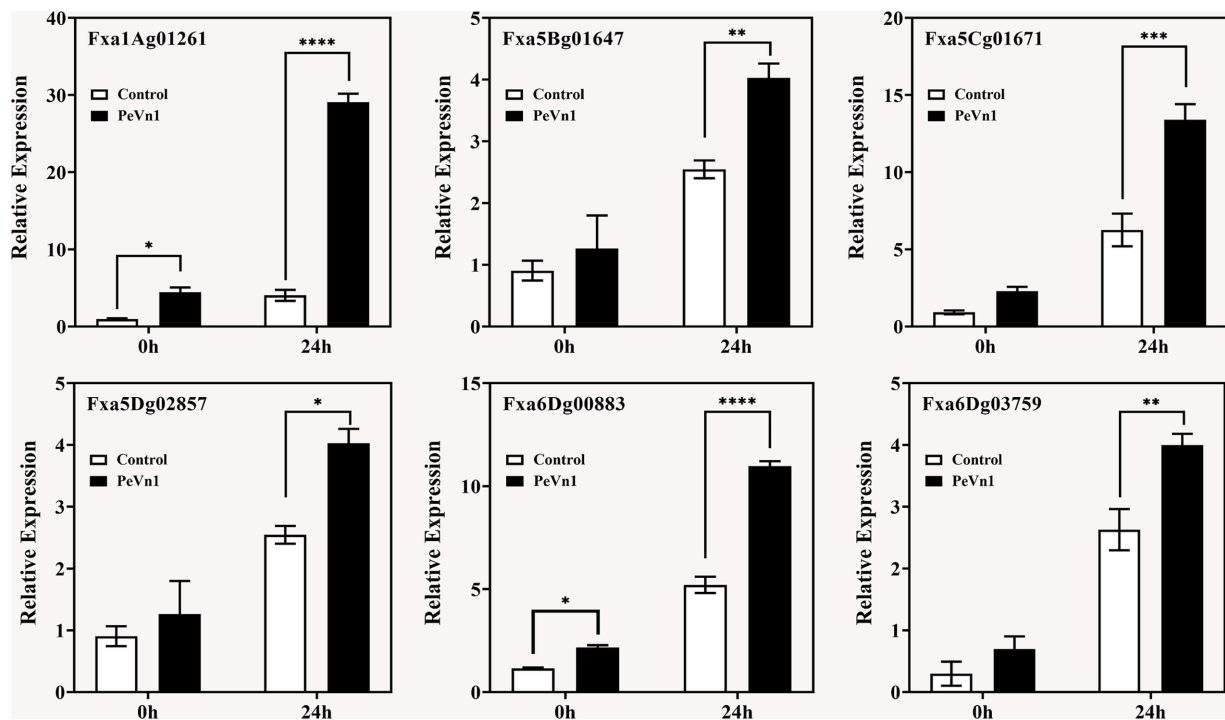 Fxa1Ag01261
Control
PeVn1
Relative Expression
40
30
20
10
0
*
****
0h
24h
Fxa5Bg01647
Control
PeVn1
Relative Expression
5
4
3
2
1
0
**
0h
24h
Fxa5Cg01671
Control
PeVn1
Relative Expression
20
15
10
5
0
***
0h
24h
Fxa5Dg02857
Control
PeVn1
Relative Expression
5
4
3
2
1
0
*
0h
24h
Fxa6Dg00883
Control
PeVn1
Relative Expression
15
10
5
0
*
****
0h
24h
Fxa6Dg03759
Control
PeVn1
Relative Expression
5
4
3
2
1
0
**
0h
24h